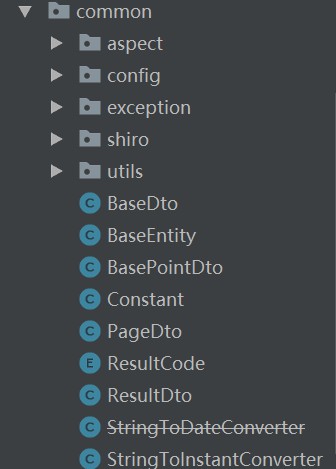 common
aspect
config
exception
shiro
utils
BaseDto
BaseEntity
BasePointDto
Constant
PageDto
ResultCode
ResultDto
StringToDateConverter
StringToInstantConverter